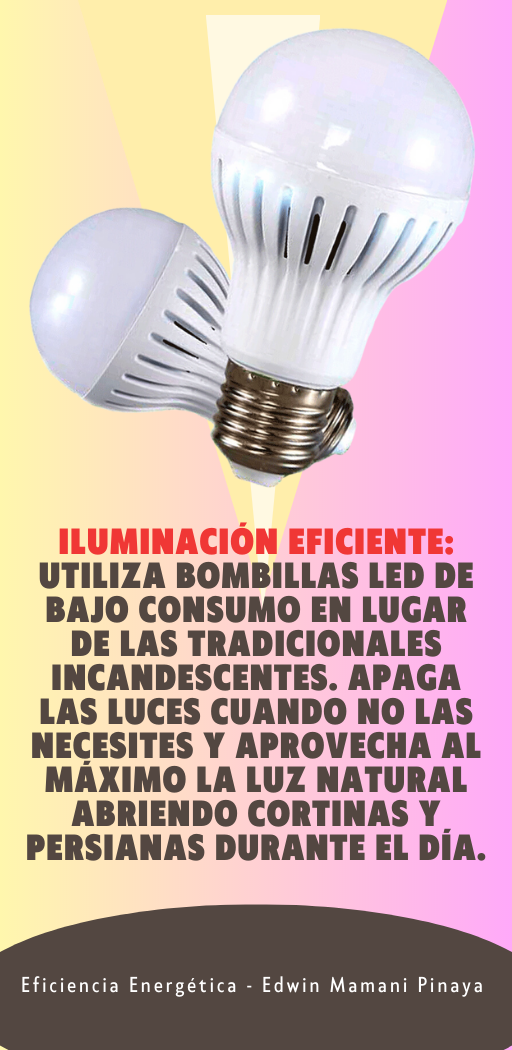 ILUMINACIÓN EFICIENTE:
UTILIZA BOMBILLAS LED DE
BAJO CONSUMO EN LUGAR
DE LAS TRADICIONALES
INCANDESCENTES. APAGA
LAS LUCES CUANDO NO LAS
NECESITES Y APROVECHA AL
MÁXIMO LA LUZ NATURAL
ABRIENDO CORTINAS Y
PERSIANAS DURANTE EL DÍA.
Eficiencia Energética - Edwin Mamani Pinaya